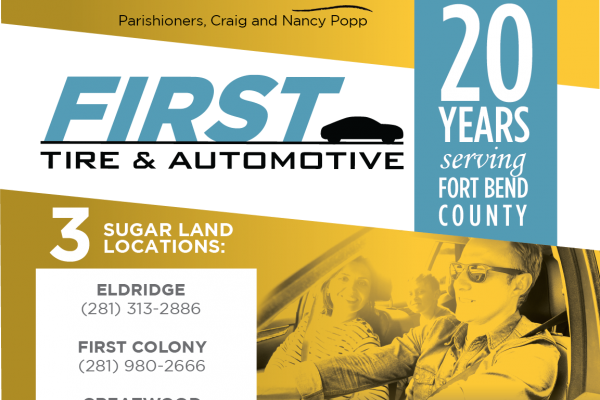 Parishioners, Craig and Nancy Popp
FIRST
TIRE & AUTOMOTIVE
20
YEARS
serving
FORT BEND
COUNTY
3 SUGAR LAND
LOCATIONS:
ELDRIDGE
(281) 313-2886
FIRST COLONY
(281) 980-2666